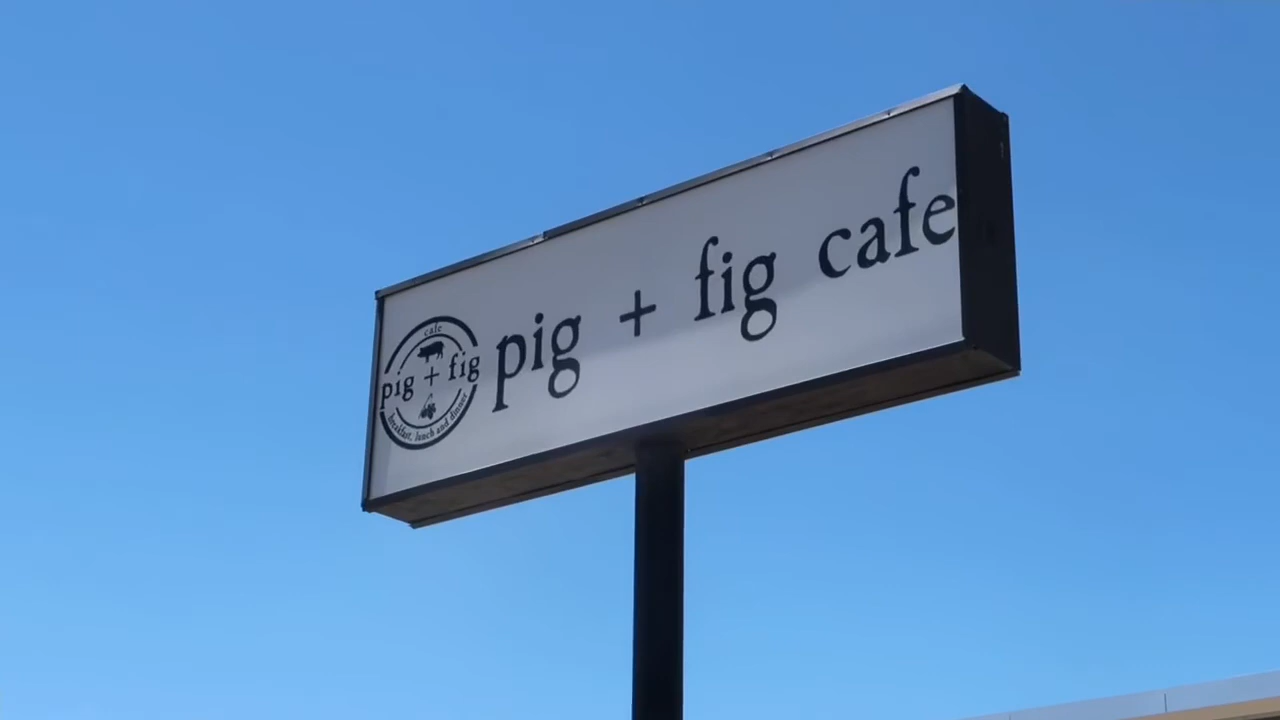 cafe
pig + fig
breakfast, lunch and dinner
pig + fig cafe